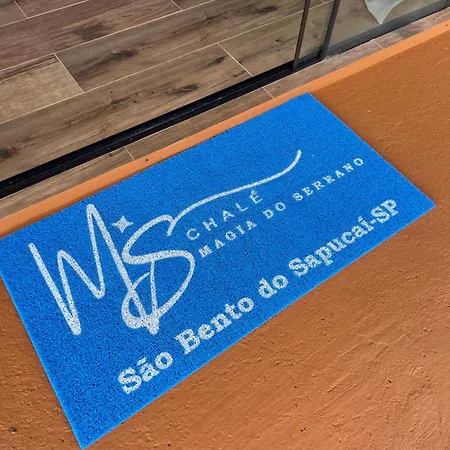 MS
CHALÉ
MAGIA DO SERRANO
São Bento do Sapucaí-SP